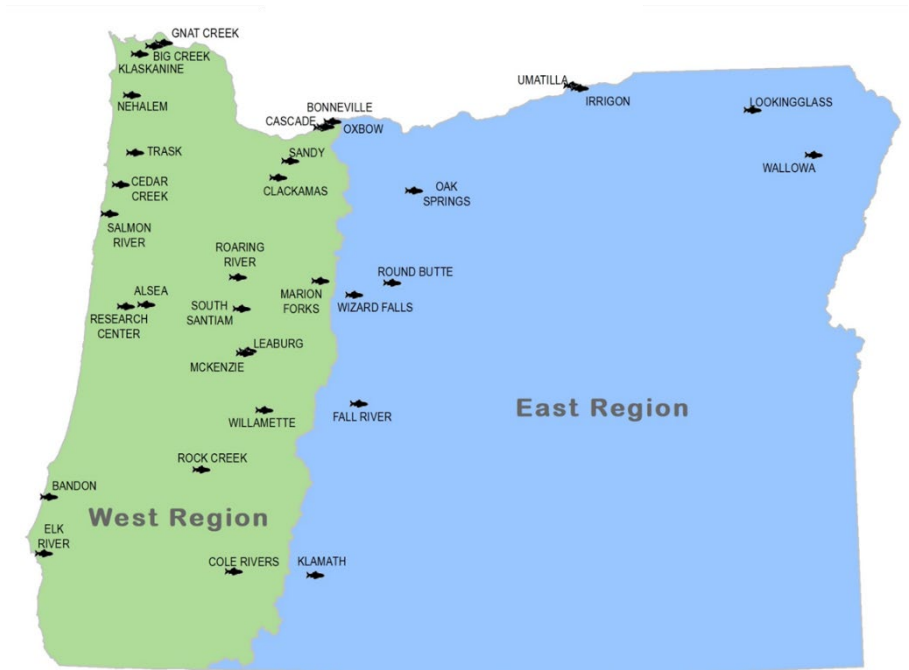 GNAT CREEK
BIG CREEK
KLASKANINE
NEHALEM
BONNEVILLE
CASCADE
OXBOW
UMATILLA
IRRIGON
LOOKINGGLASS
TRASK
SANDY
WALLOWA
CEDAR
CREEK
CLACKAMAS
OAK
SPRINGS
SALMON
RIVER
ROARING
RIVER
ROUND BUTTE
MARION
FORKS
WIZARD FALLS
ALSEA
RESEARCH
CENTER
SOUTH
SANTIAM
LEABURG
MCKENZIE
WILLAMETTE
FALL RIVER
East Region
ROCK CREEK
BANDON
West Region
ELK
RIVER
COLE RIVERS
KLAMATH